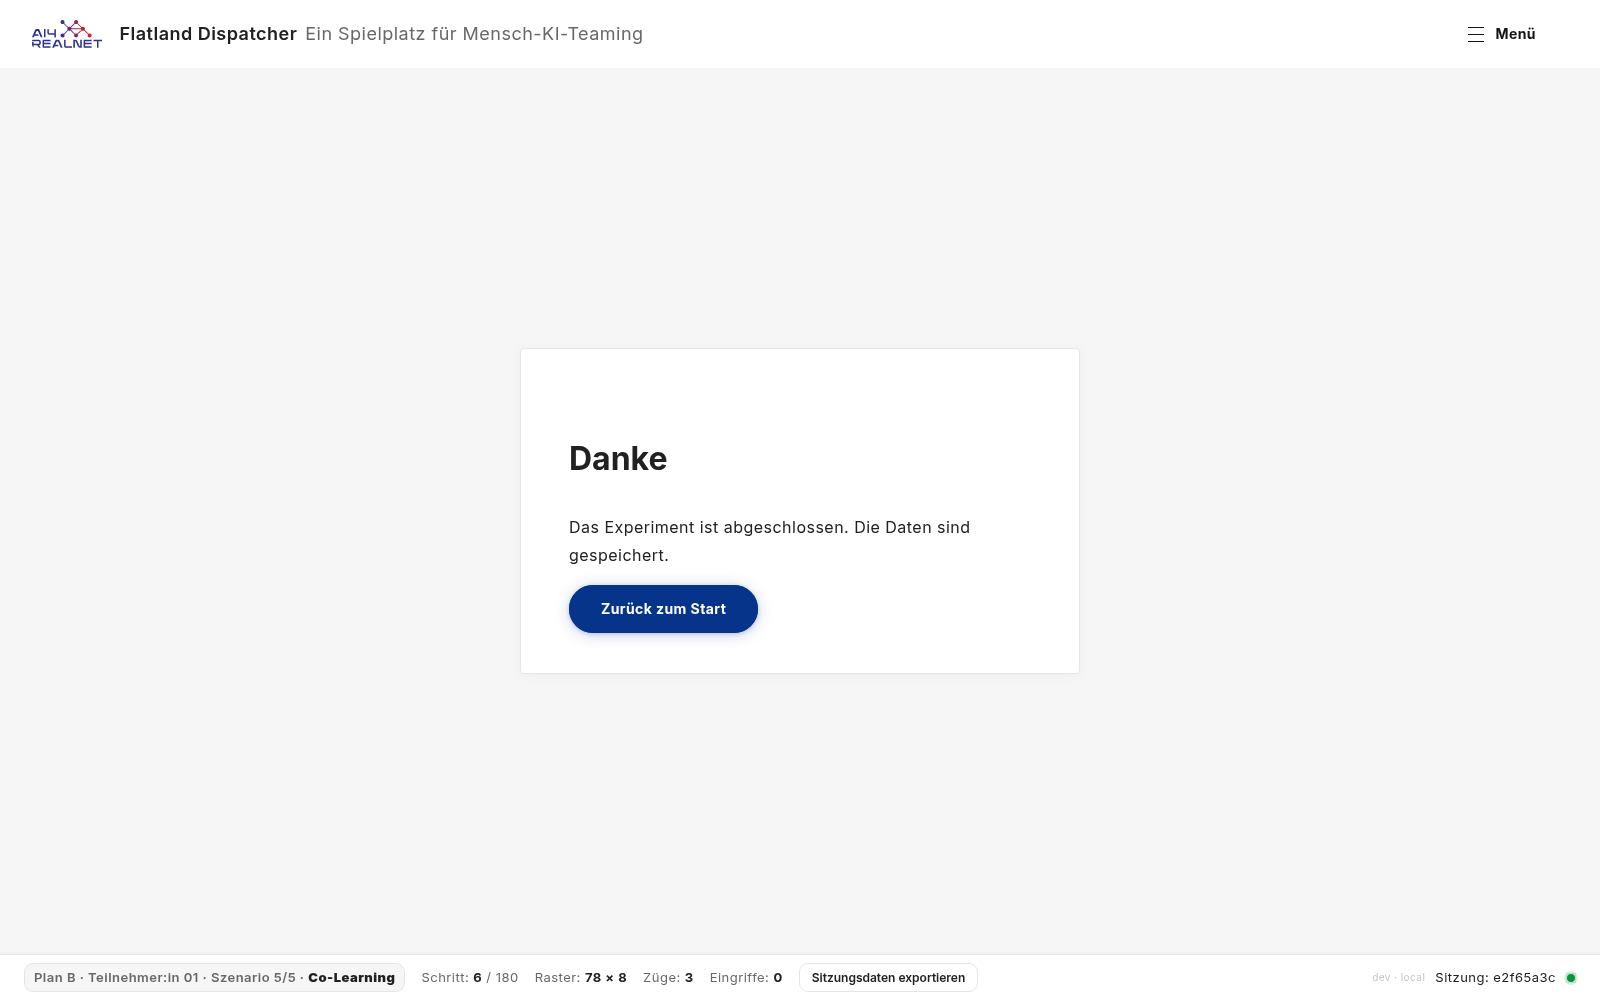 AI4 REALNET
Flatland Dispatcher Ein Spielplatz für Mensch-KI-Teaming
Menü
Danke
Das Experiment ist abgeschlossen. Die Daten sind
gespeichert.
Zurück zum Start
Plan B · Teilnehmer:in 01 · Szenario 5/5 · Co-Learning Schritt: 6 / 180 Raster: 78 × 8 Züge: 3 Eingriffe: 0 Sitzungsdaten exportieren dev · local Sitzung: e2f65a3c